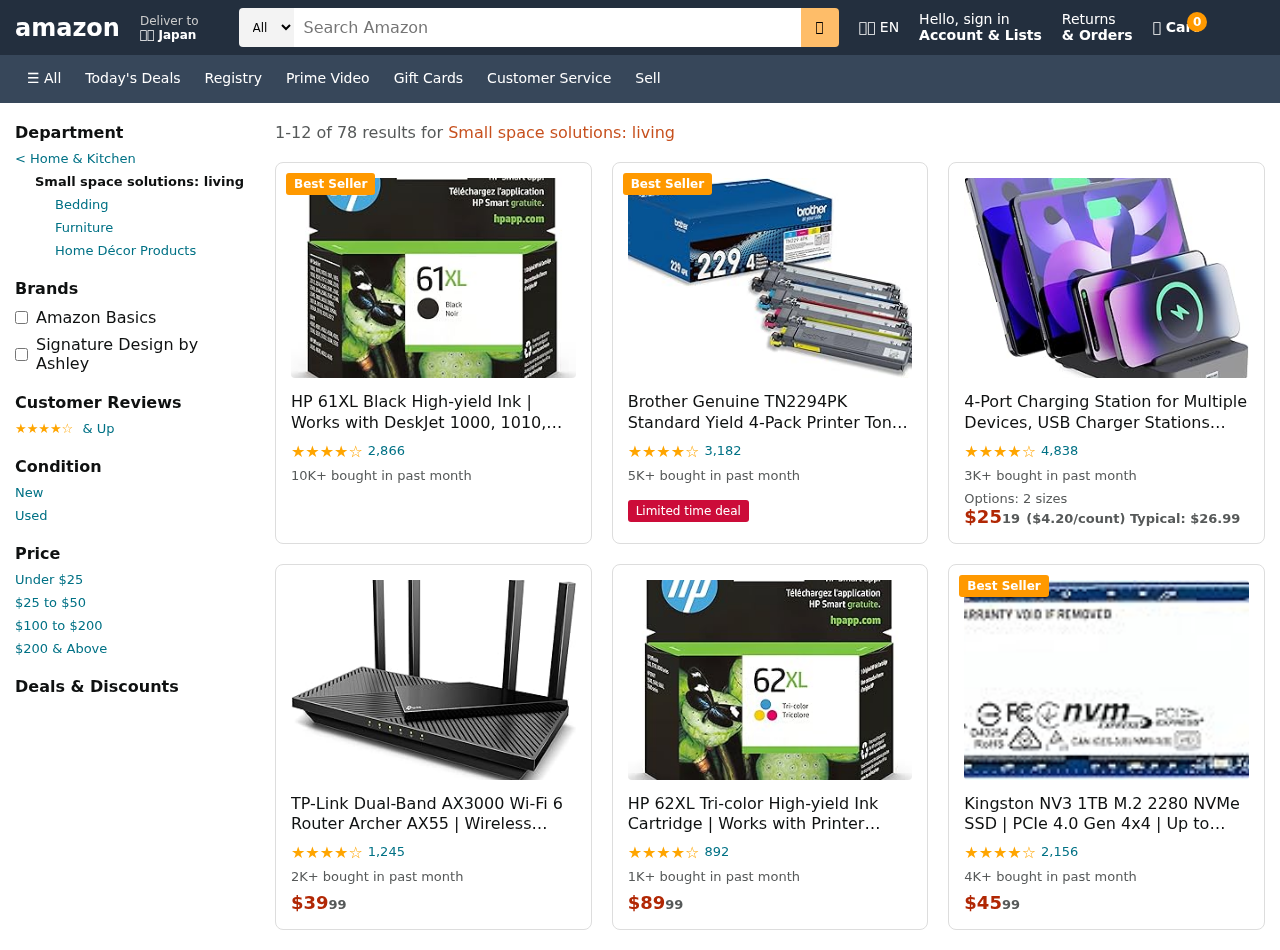 amazon
Deliver to
Japan
All
Search Amazon
EN
Hello, sign in
Account & Lists
Returns
& Orders
0
☰ All
Today's Deals
Registry
Prime Video
Gift Cards
Customer Service
Sell
Department
< Home & Kitchen
Small space solutions: living
Bedding
Furniture
Home Décor Products
Brands
Amazon Basics
Signature Design by
Ashley
Customer Reviews
★★★★☆ & Up
Condition
New
Used
Price
Under $25
$25 to $50
$100 to $200
$200 & Above
Deals & Discounts
1-12 of 78 results for Small space solutions: living
Best Seller
Téléchargez l'application
HP Smart gratuite.
hpapp.com
61XL
Black
Noir
HP 61XL Black High-yield Ink |
Works with DeskJet 1000, 1010,...
★★★★☆ 2,866
10K+ bought in past month
Best Seller
brother
229 4
Brother Genuine TN2294PK
Standard Yield 4-Pack Printer Ton...
★★★★☆ 3,182
5K+ bought in past month
Limited time deal
4-Port Charging Station for Multiple
Devices, USB Charger Stations...
★★★★☆ 4,838
3K+ bought in past month
Options: 2 sizes
$2519 ($4.20/count) Typical: $26.99
TP-Link Dual-Band AX3000 Wi-Fi 6
Router Archer AX55 | Wireless...
★★★★☆ 1,245
2K+ bought in past month
$3999
hp
Téléchargez l'application
HP Smart gratuite.
hpapp.com
62XL
Tri-color
Tricolore
HP 62XL Tri-color High-yield Ink
Cartridge | Works with Printer...
★★★★☆ 892
1K+ bought in past month
$8999
Best Seller
RRANTY VOID IF REMOVED
FC
nvm
EXPRESS
PCI
EXPRESS
RoHS
Kingston NV3 1TB M.2 2280 NVMe
SSD | PCIe 4.0 Gen 4x4 | Up to...
★★★★☆ 2,156
4K+ bought in past month
$4599